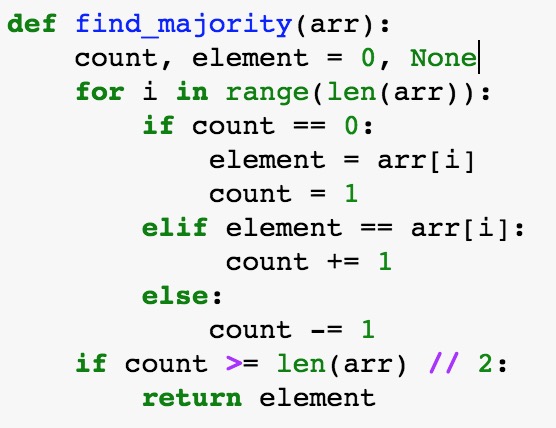 def find_majority(arr):
    count, element = 0, None
    for i in range(len(arr)):
        if count == 0:
            element = arr[i]
            count = 1
        elif element == arr[i]:
             count += 1
        else:
            count -= 1
    if count >= len(arr) // 2:
        return element